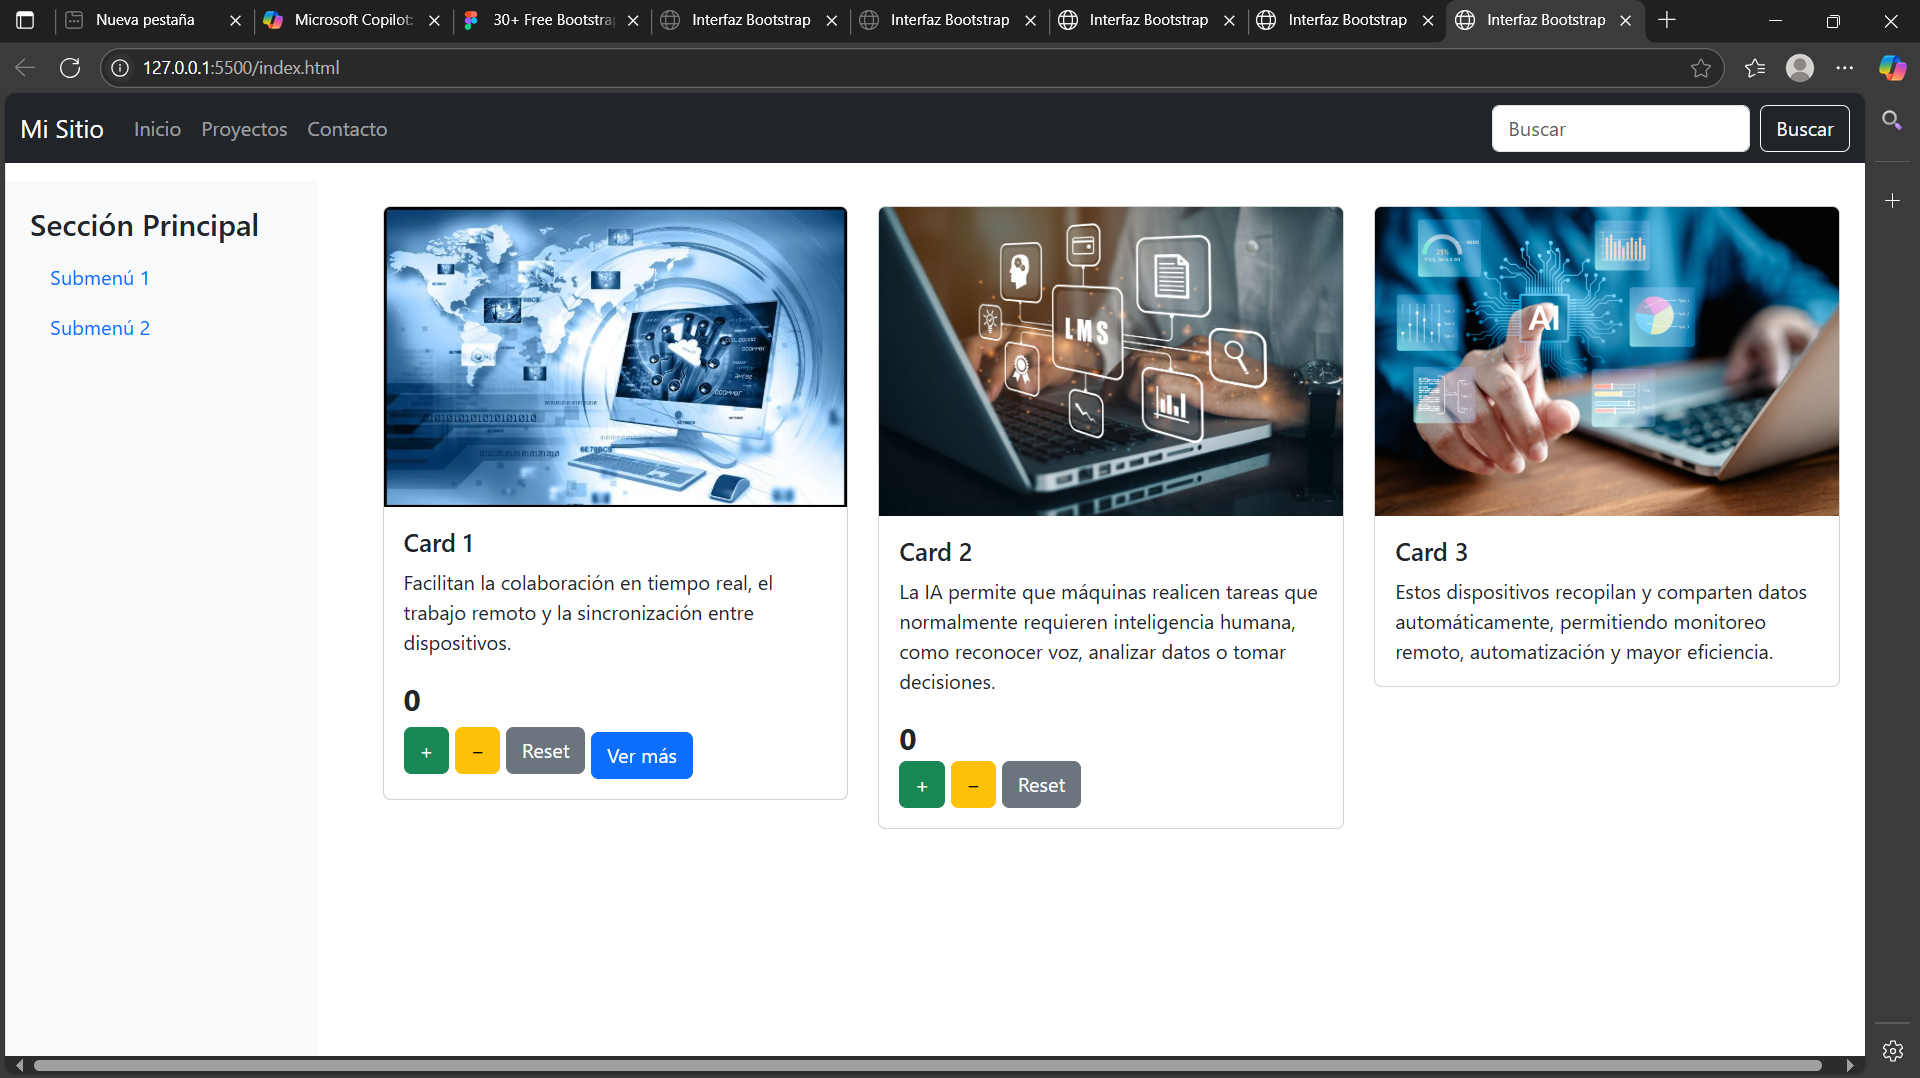 Nueva pestaña
Microsoft Copilot:
30+ Free Bootstra
Interfaz Bootstrap
Interfaz Bootstrap
Interfaz Bootstrap
Interfaz Bootstrap
Interfaz Bootstrap
127.0.0.1:5500/index.html
Mi Sitio
Inicio
Proyectos
Contacto
Buscar
Buscar
Sección Principal
Submenú 1
Submenú 2
LMS
AI
25%
Card 1
Facilitan la colaboración en tiempo real, el
trabajo remoto y la sincronización entre
dispositivos.
0
+
−
Reset
Ver más
Card 2
La IA permite que máquinas realicen tareas que
normalmente requieren inteligencia humana,
como reconocer voz, analizar datos o tomar
decisiones.
0
+
−
Reset
Card 3
Estos dispositivos recopilan y comparten datos
automáticamente, permitiendo monitoreo
remoto, automatización y mayor eficiencia.